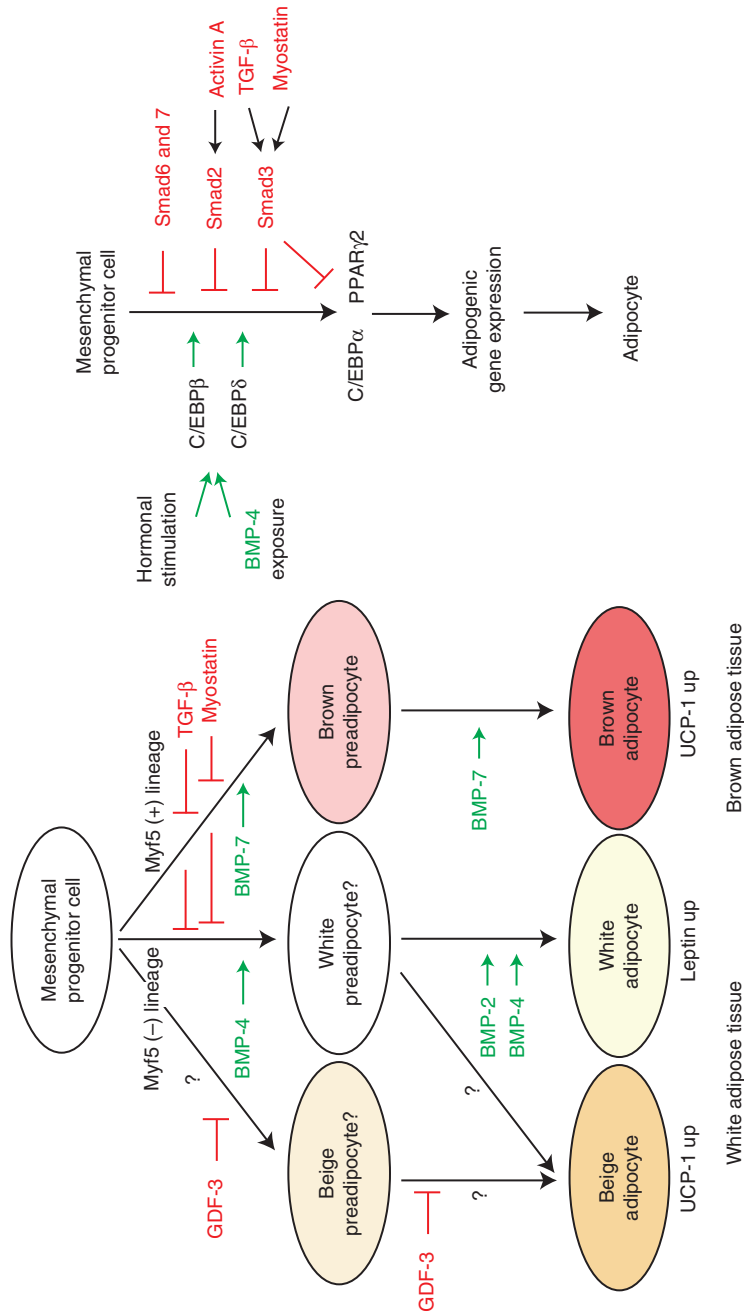 Mesenchymal
progenitor cell
Myf5 (–) lineage
Myf5 (+) lineage
TGF-β
Myostatin
?
GDF-3
BMP-4
BMP-7
Beige
preadipocyte?
White
preadipocyte?
Brown
preadipocyte
GDF-3
?
?
BMP-2
BMP-4
BMP-7
Beige
adipocyte
White
adipocyte
Brown
adipocyte
UCP-1 up
Leptin up
UCP-1 up
White adipose tissue
Brown adipose tissue
Mesenchymal
progenitor cell
Hormonal
stimulation
BMP-4
exposure
C/EBPβ
C/EBPδ
Smad6 and 7
Smad2
Activin A
Smad3
TGF-β
Myostatin
C/EBPα
PPARγ2
Adipogenic
gene expression
Adipocyte